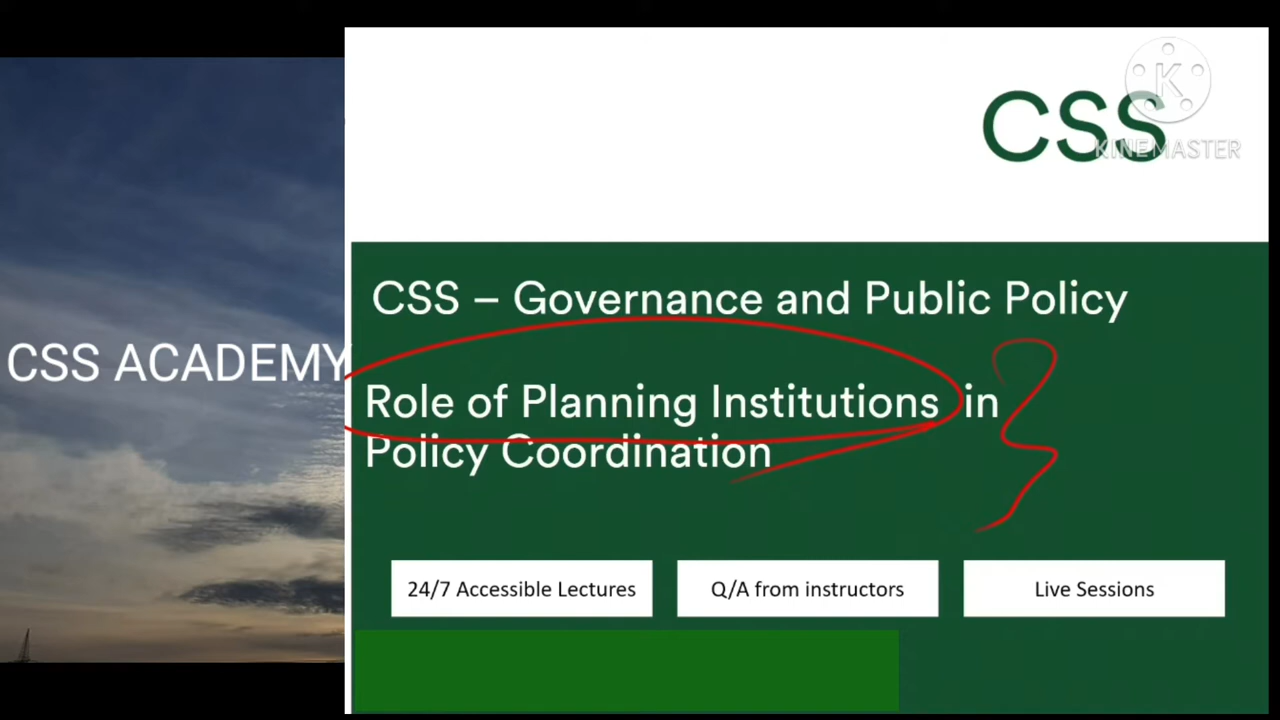 CSS
KINEMASTER
CSS – Governance and Public Policy
CSS ACADEMY
Role of Planning Institutions in
Policy Coordination
24/7 Accessible Lectures
Q/A from instructors
Live Sessions